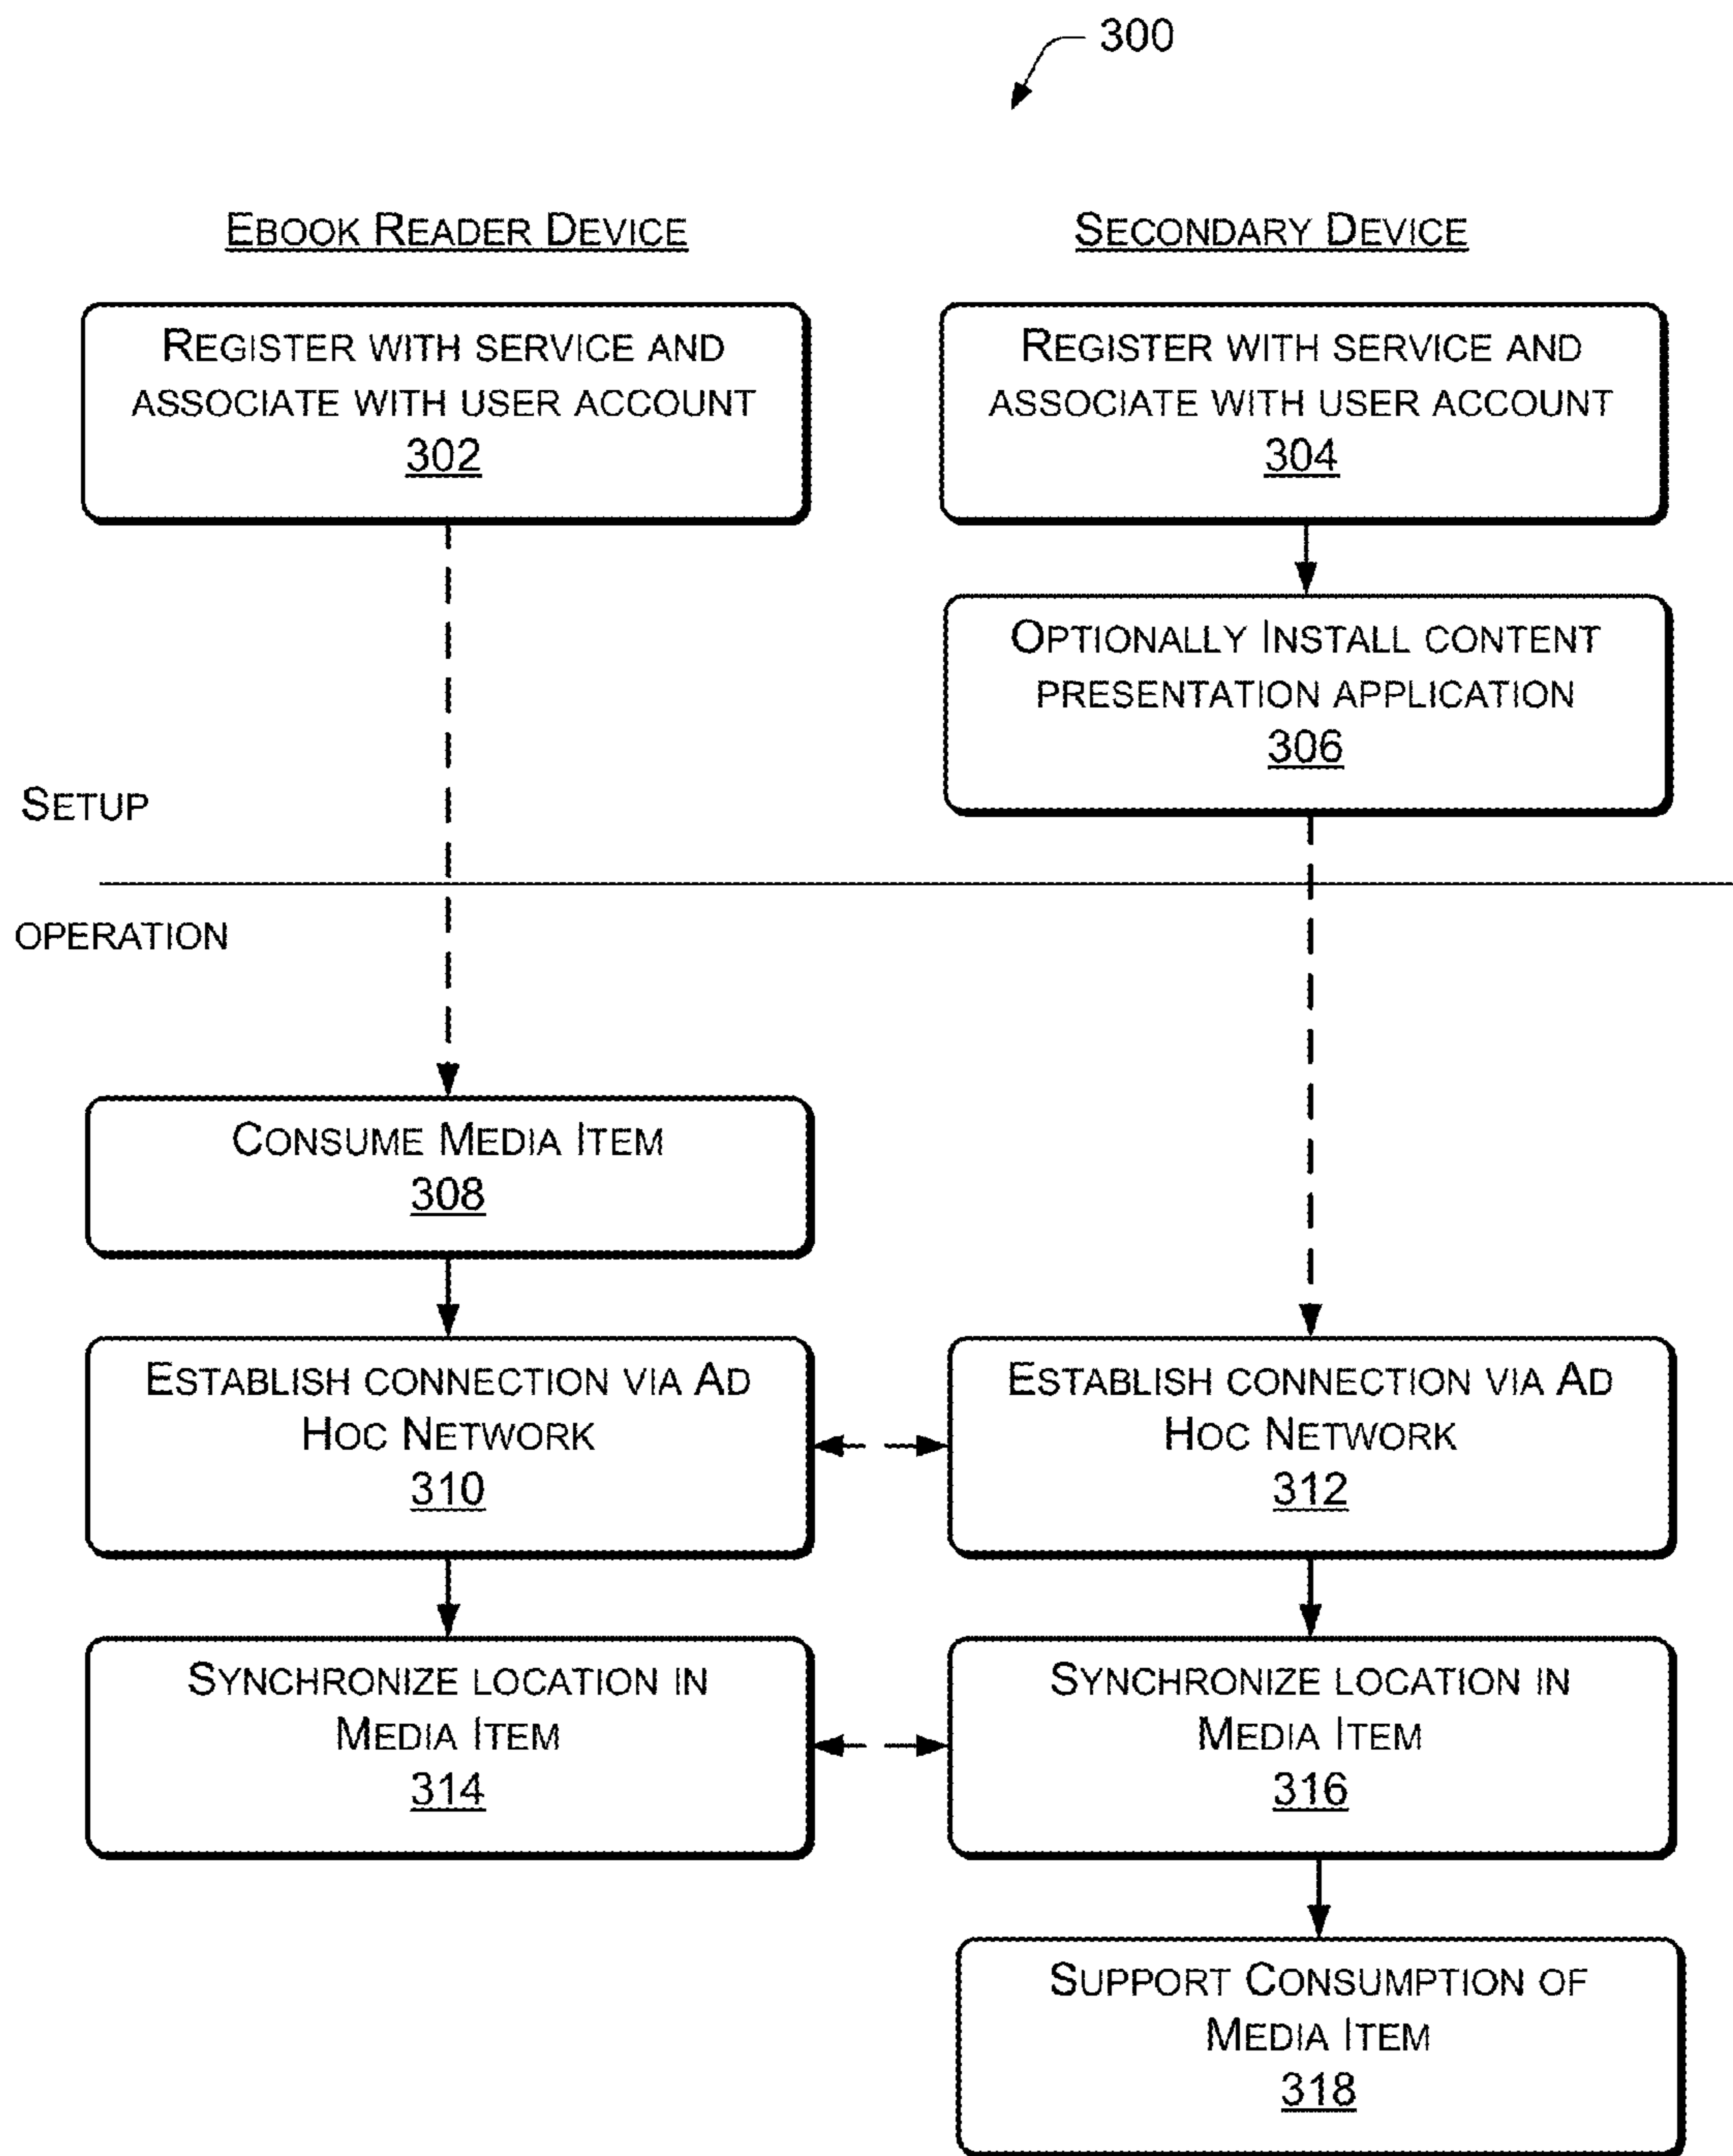 300
EBOOK READER DEVICE
SECONDARY DEVICE
REGISTER WITH SERVICE AND
ASSOCIATE WITH USER ACCOUNT
302
REGISTER WITH SERVICE AND
ASSOCIATE WITH USER ACCOUNT
304
OPTIONALLY INSTALL CONTENT
PRESENTATION APPLICATION
306
SETUP
OPERATION
CONSUME MEDIA ITEM
308
ESTABLISH CONNECTION VIA AD
HOC NETWORK
310
ESTABLISH CONNECTION VIA AD
HOC NETWORK
312
SYNCHRONIZE LOCATION IN
MEDIA ITEM
314
SYNCHRONIZE LOCATION IN
MEDIA ITEM
316
SUPPORT CONSUMPTION OF
MEDIA ITEM
318